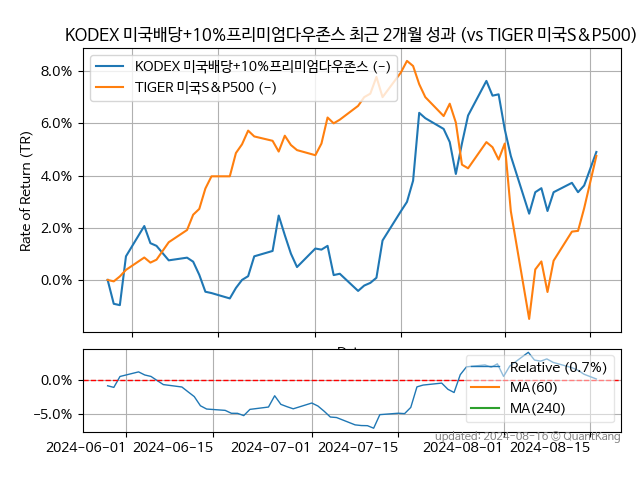 KODEX 미국배당+10%프리미엄다우존스 최근 2개월 성과 (vs TIGER 미국S&P500)
KODEX 미국배당+10%프리미엄다우존스 (-)
TIGER 미국S&P500 (-)
Rate of Return (TR)
8.0%
6.0%
4.0%
2.0%
0.0%
0.0%
−5.0%
Relative (0.7%)
MA(60)
MA(240)
updated: 2024-08-16 © QuantKang
2024-06-01 2024-06-15 2024-07-01 2024-07-15 2024-08-01 2024-08-15